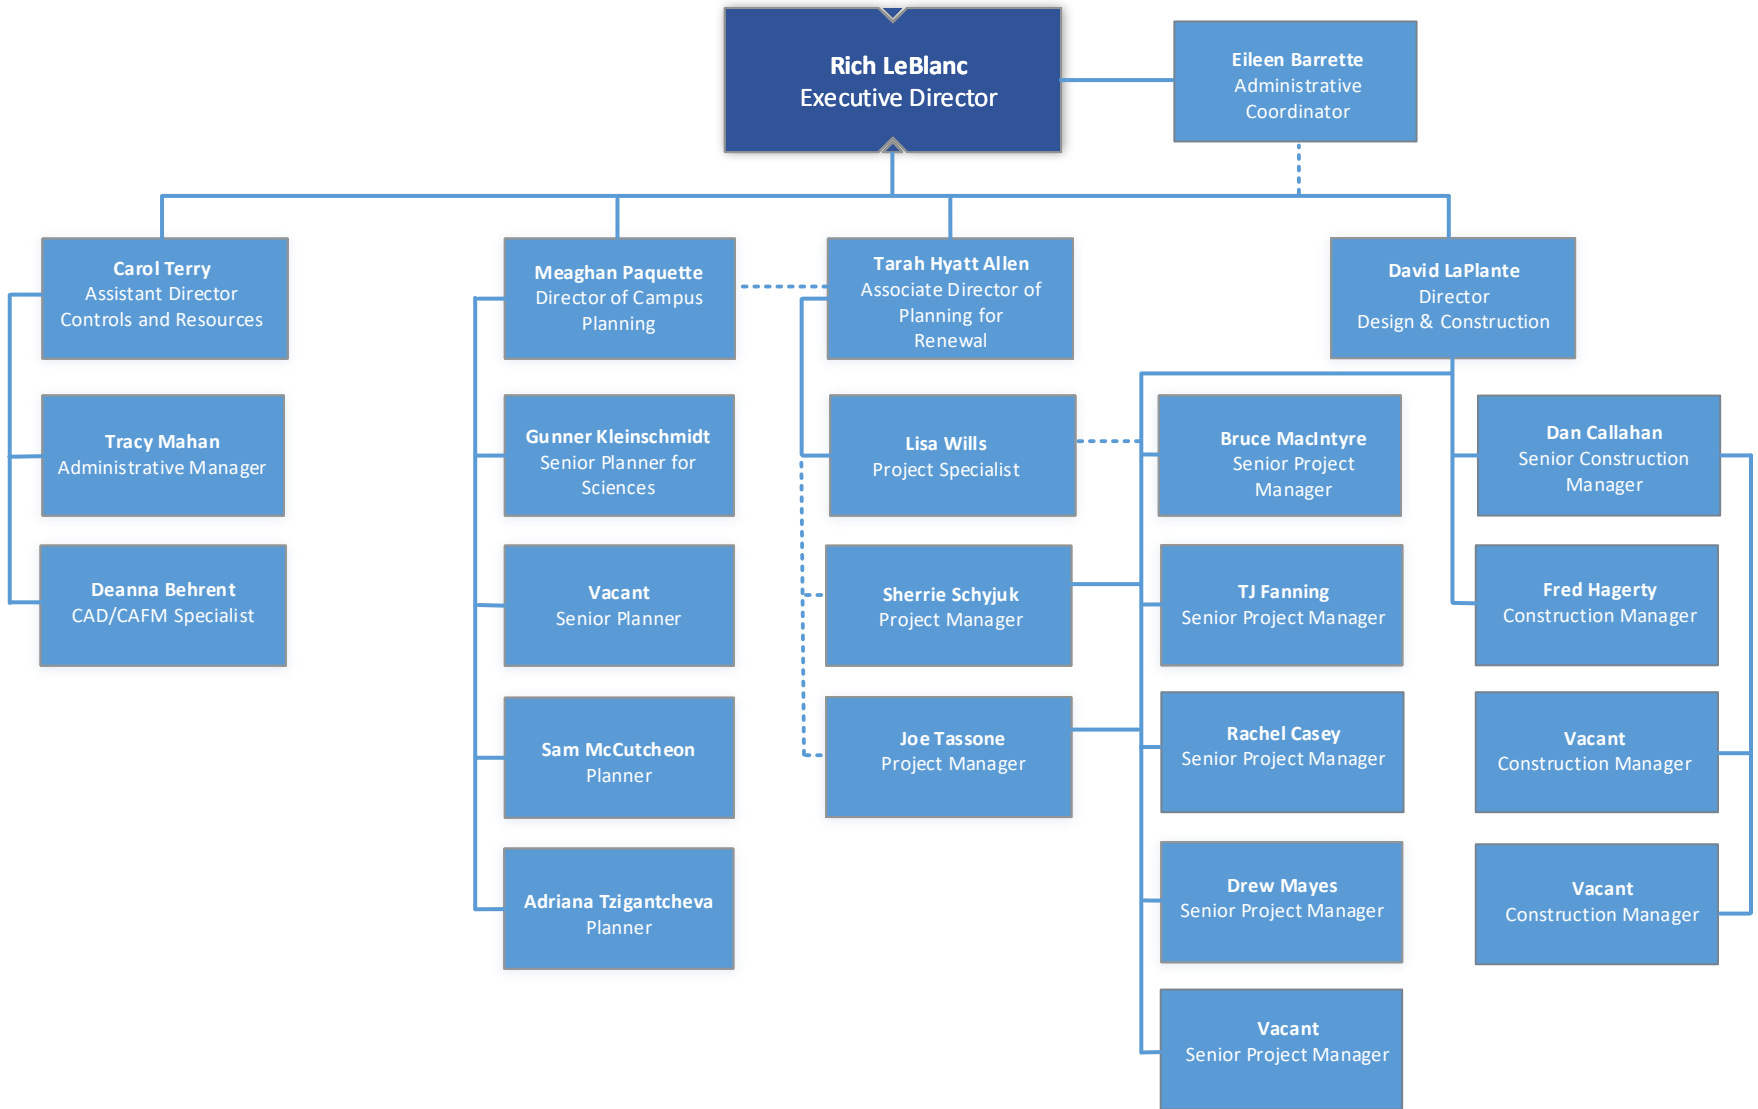 Rich LeBlanc
Executive Director
Eileen Barrette
Administrative
Coordinator
Carol Terry
Assistant Director
Controls and Resources
Meaghan Paquette
Director of Campus
Planning
Tarah Hyatt Allen
Associate Director of
Planning for
Renewal
David LaPlante
Director
Design & Construction
Tracy Mahan
Administrative Manager
Gunner Kleinschmidt
Senior Planner for
Sciences
Lisa Wills
Project Specialist
Bruce MacIntyre
Senior Project
Manager
Dan Callahan
Senior Construction
Manager
Deanna Behrent
CAD/CAFM Specialist
Vacant
Senior Planner
Sherrie Schyjuk
Project Manager
TJ Fanning
Senior Project Manager
Fred Hagerty
Construction Manager
Sam McCutcheon
Planner
Joe Tassone
Project Manager
Rachel Casey
Senior Project Manager
Vacant
Construction Manager
Adriana Tzigantcheva
Planner
Drew Mayes
Senior Project Manager
Vacant
Construction Manager
Vacant
Senior Project Manager